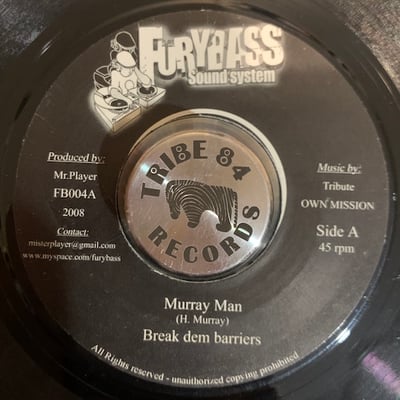 FURYBASS
Sound system
Produced by:
Mr.Player
FB004A
2008
Contact:
misterplayer@gmail.com
www.myspace.com/furybass
TRIBE 84
RECORDS
Music by:
Tribute
OWN MISSION
Side A
45 rpm
Murray Man
(H. Murray)
Break dem barriers
All Rights reserved - unauthorized copying prohibited